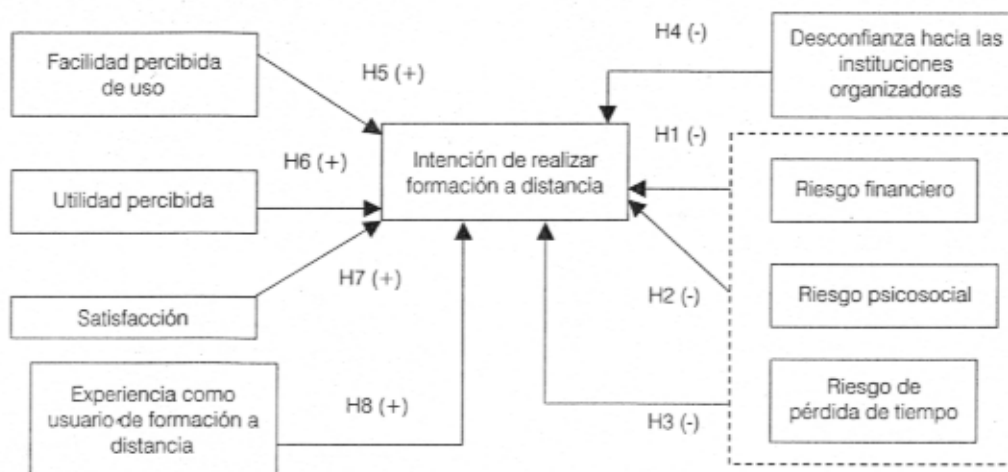 Facilidad percibida
de uso
H5 (+)
H4 (-)
Desconfianza hacia las
instituciones
organizadoras
H6 (+)
Intención de realizar
formación a distancia
H1 (-)
Riesgo financiero
Utilidad percibida
H7 (+)
H2 (-)
Riesgo psicosocial
Satisfacción
Experiencia como
usuario de formación a
distancia
H8 (+)
H3 (-)
Riesgo de
pérdida de tiempo